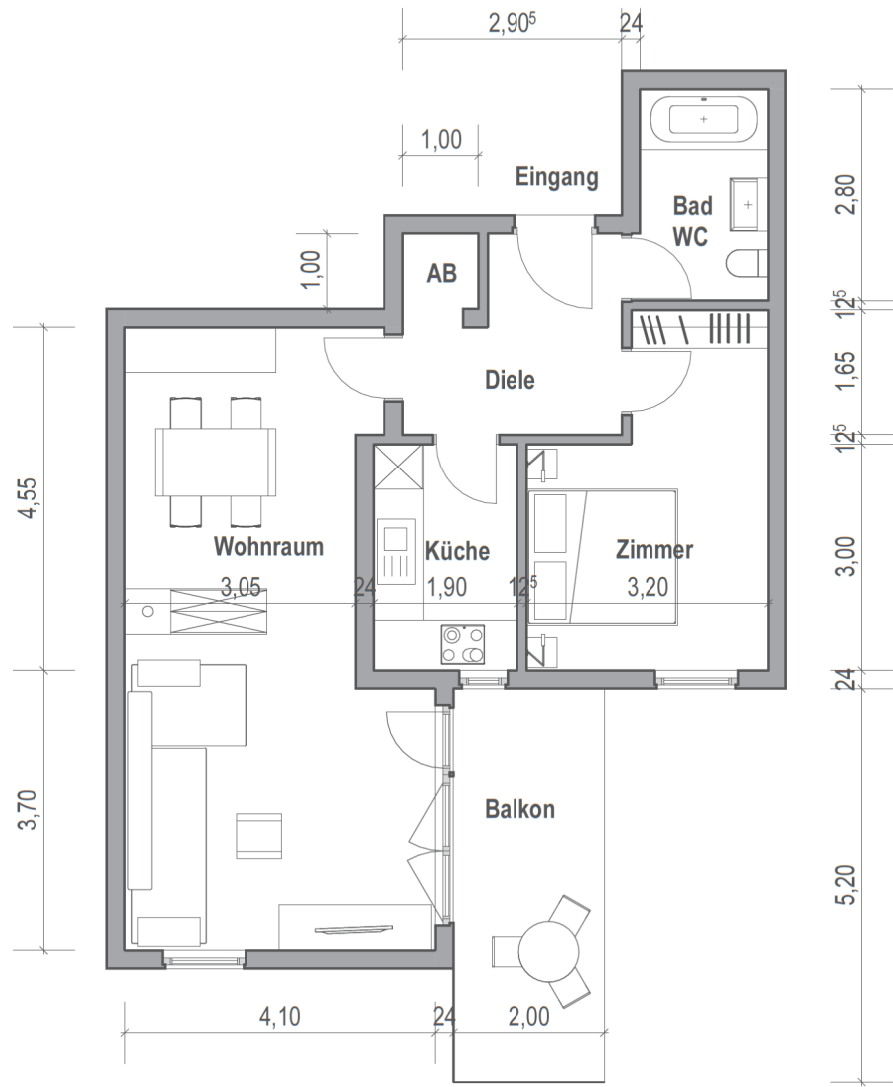 2,90⁵
24
1,00
Eingang
Bad
WC
2,80
AB
1,00
12⁵
Diele
1,65
12⁵
4,55
Wohnraum
Küche
Zimmer
3,00
3,05
24
1,90
12⁵
3,20
24
Balkon
3,70
5,20
4,10
24
2,00